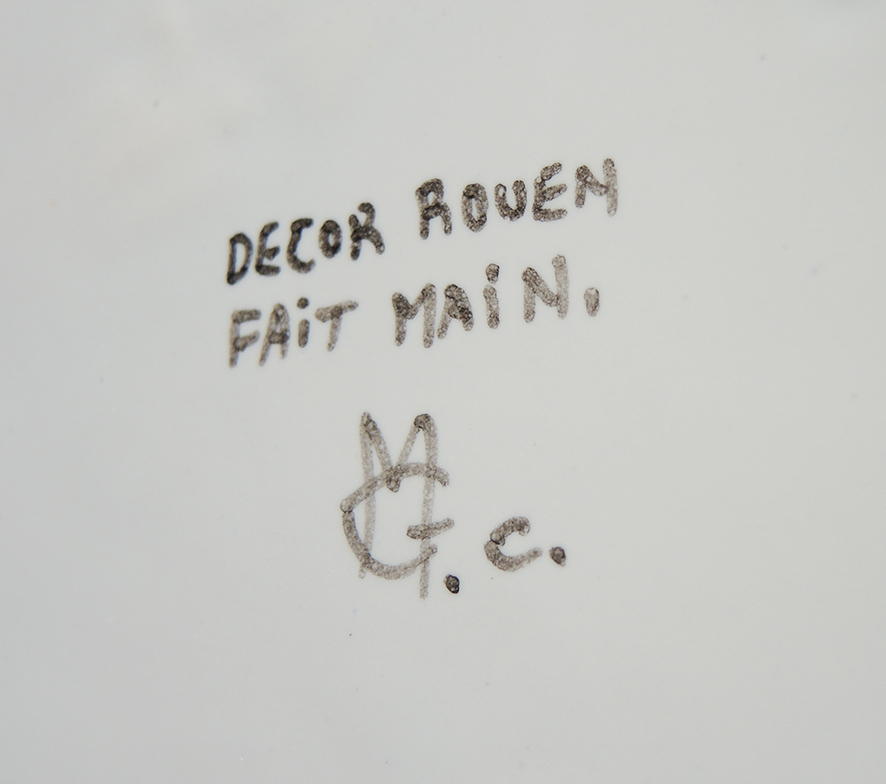 DECOR ROUEN
FAiT MAiN.
MG. c.